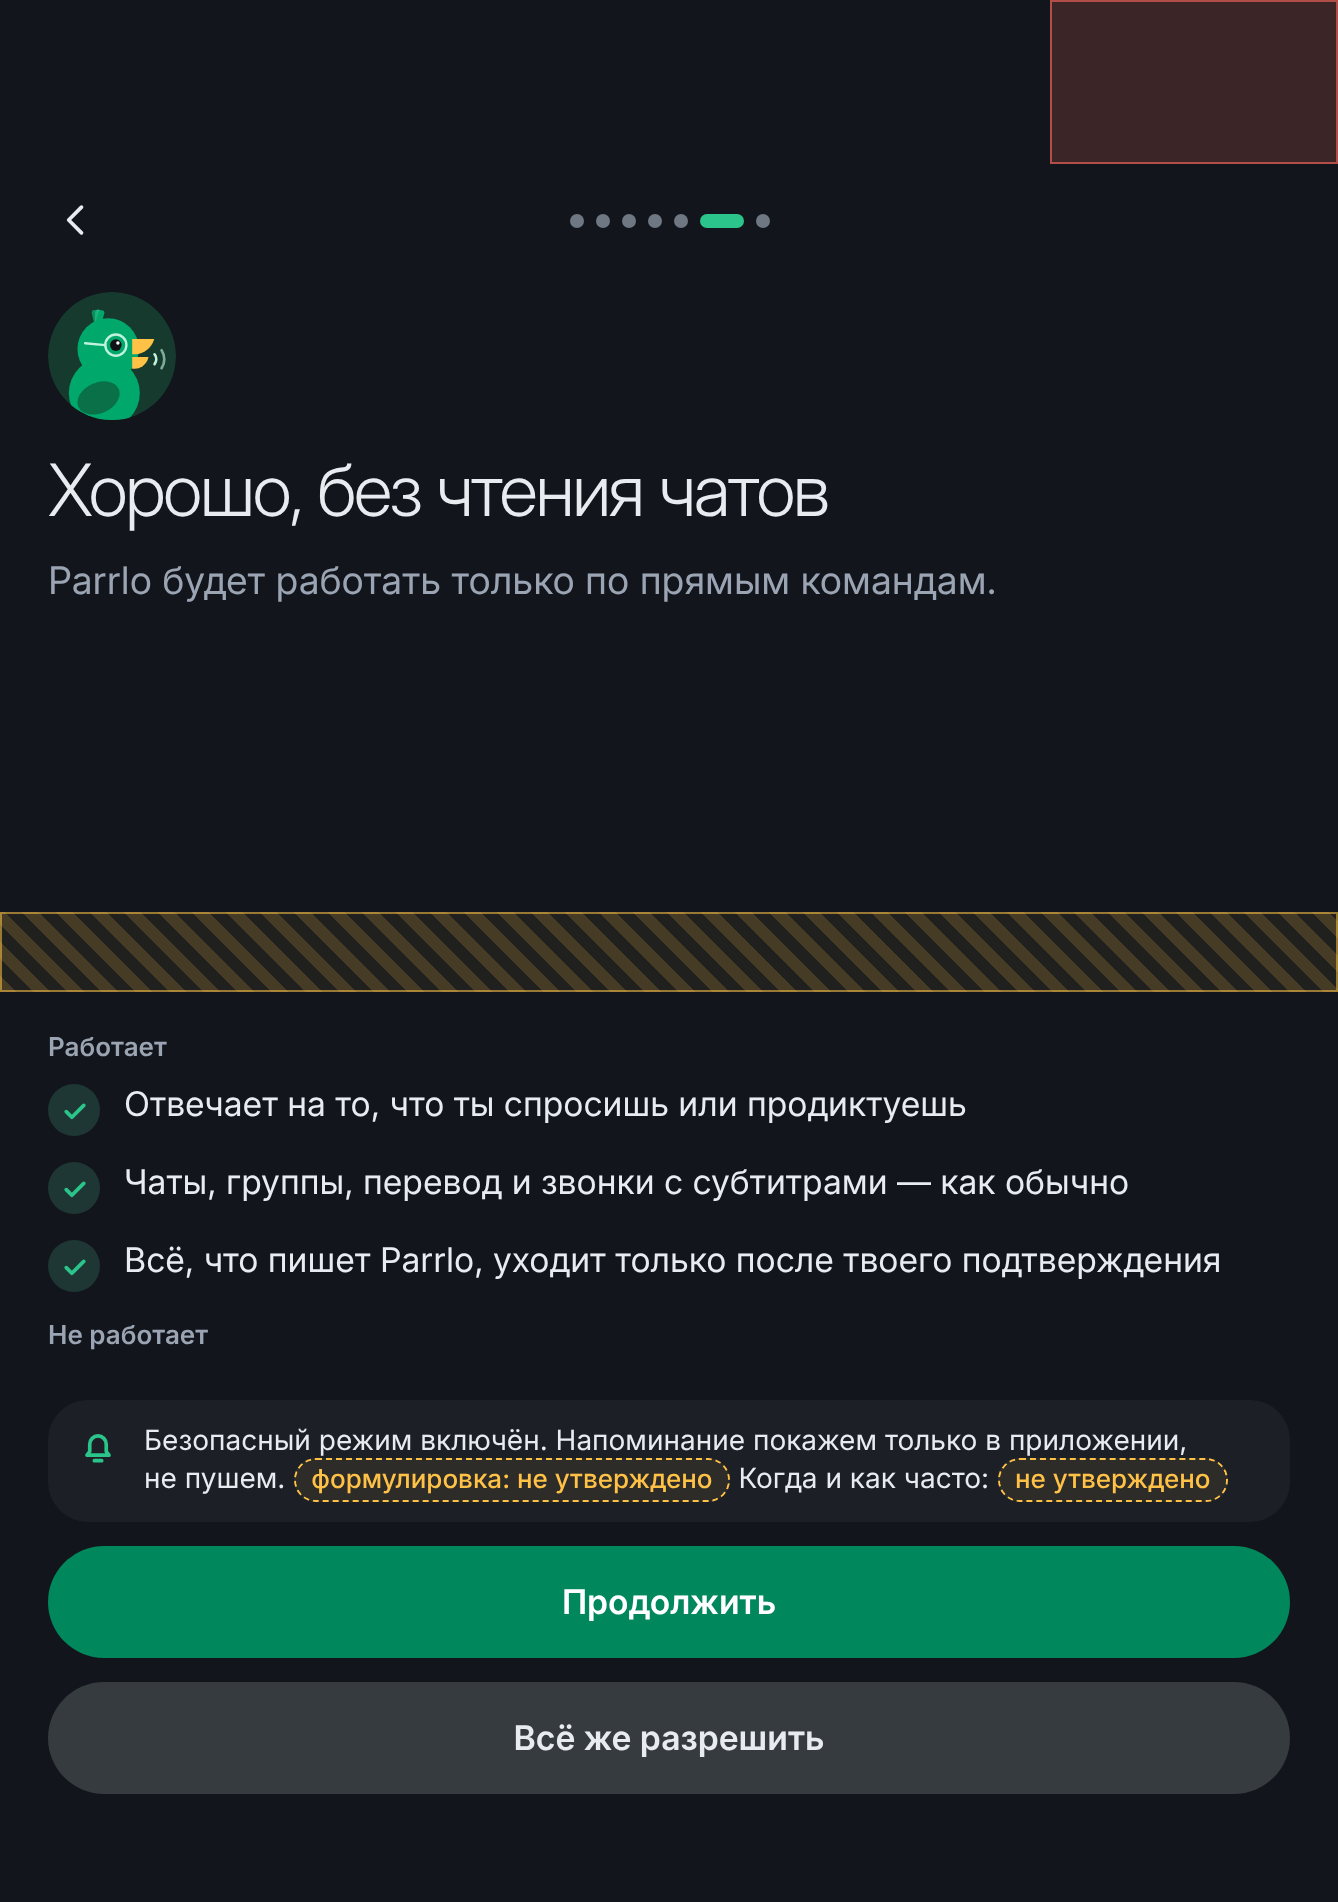 Хорошо, без чтения чатов
Parrlo будет работать только по прямым командам.
Работает
Отвечает на то, что ты спросишь или продиктуешь
Чаты, группы, перевод и звонки с субтитрами — как обычно
Всё, что пишет Parrlo, уходит только после твоего подтверждения
Не работает
Безопасный режим включён. Напоминание покажем только в приложении,
не пушем. формулировка: не утверждено Когда и как часто: не утверждено
Продолжить
Всё же разрешить